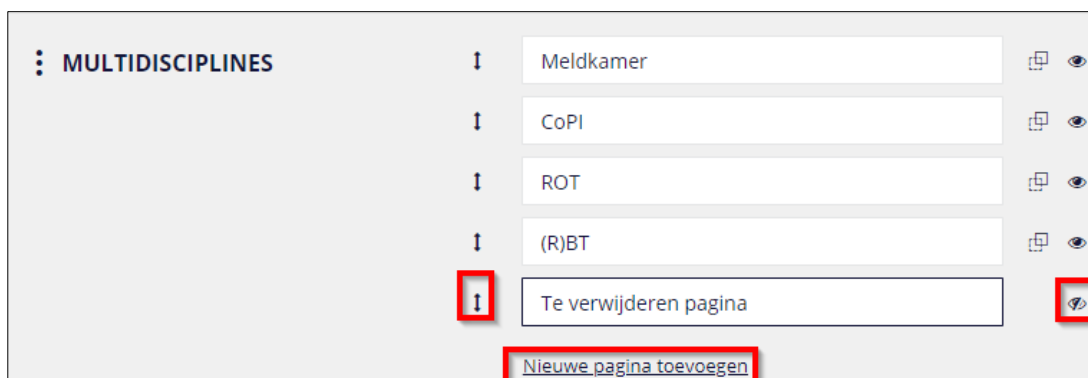 MULTIDISCIPLINES
Meldkamer
CoPI
ROT
(R)BT
Te verwijderen pagina
Nieuwe pagina toevoegen